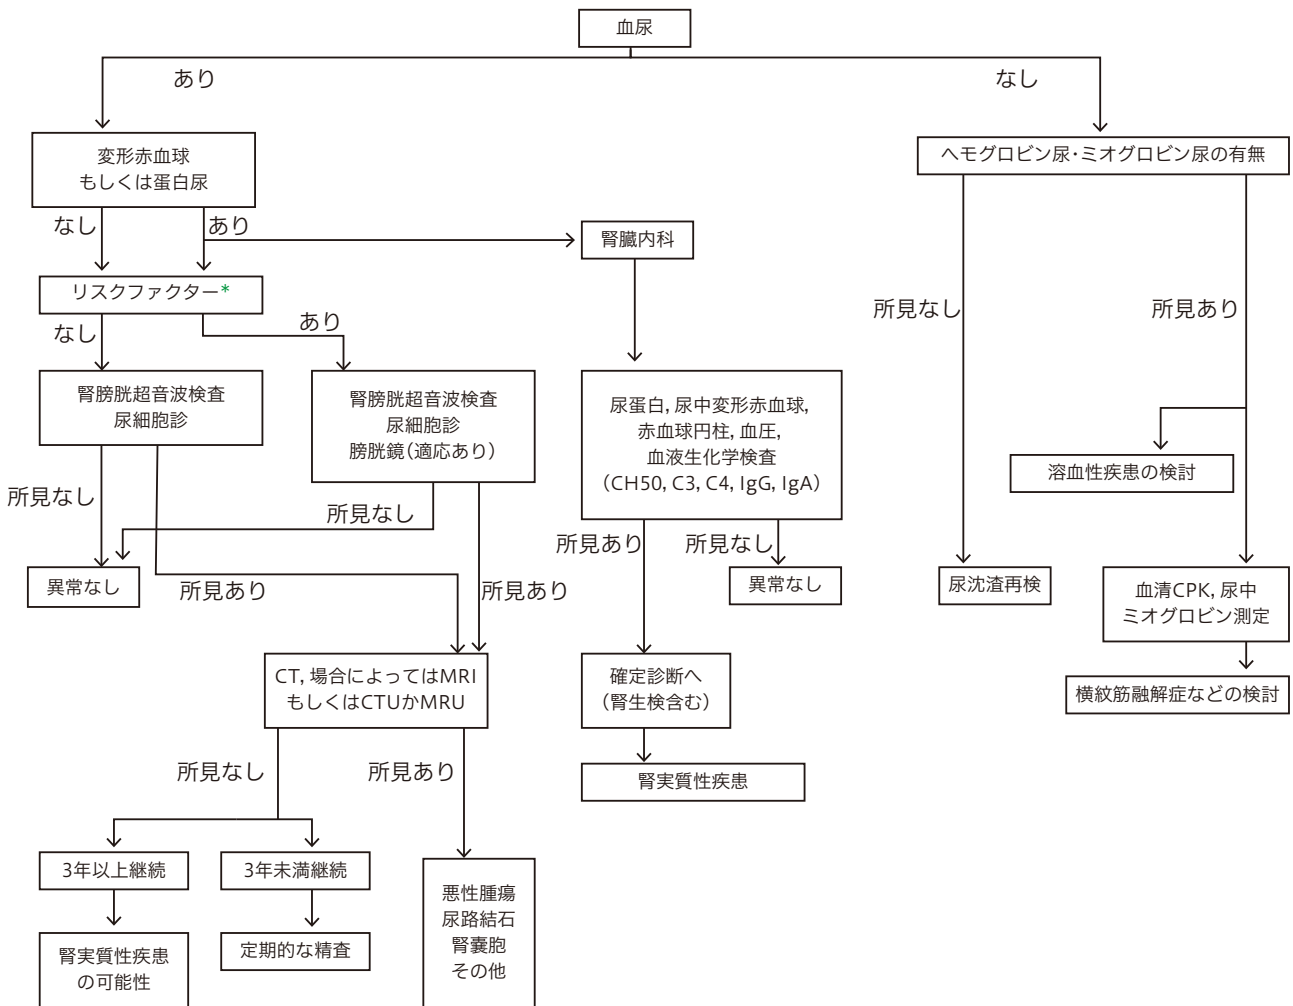 血尿
あり
なし
変形赤血球
もしくは蛋白尿
ヘモグロビン尿・ミオグロビン尿の有無
なし
あり
腎臓内科
リスクファクター*
所見なし
所見あり
なし
あり
腎膀胱超音波検査
尿細胞診
腎膀胱超音波検査
尿細胞診
膀胱鏡（適応あり）
尿蛋白，尿中変形赤血球，
赤血球円柱，血圧，
血液生化学検査
（CH50，C3，C4，IgG，IgA）
溶血性疾患の検討
所見なし
所見なし
所見あり
所見なし
異常なし
所見あり
所見あり
異常なし
尿沈渣再検
血清CPK，尿中
ミオグロビン測定
CT，場合によってはMRI
もしくはCTUかMRU
確定診断へ
（腎生検含む）
横紋筋融解症などの検討
所見なし
所見あり
腎実質性疾患
3年以上継続
3年未満継続
悪性腫瘍
尿路結石
腎嚢胞
その他
腎実質性疾患
の可能性
定期的な精査